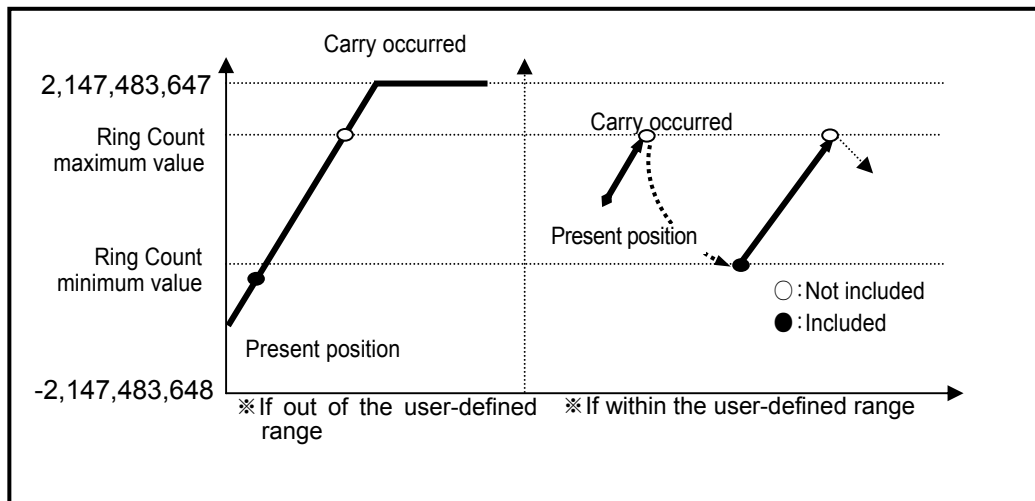 Carry occurred
2,147,483,647
Ring Count
maximum value
Carry occurred
Present position
Ring Count
minimum value
○:Not included
●:Included
Present position
-2,147,483,648
※If out of the user-defined
range
※If within the user-defined range